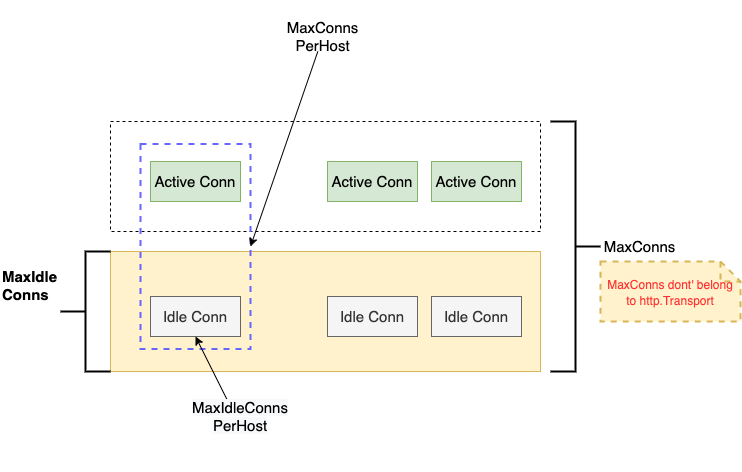 MaxConns
PerHost
Active Conn
Active Conn
Active Conn
MaxConns
MaxIdle
Conns
MaxConns dont' belong
to http.Transport
Idle Conn
Idle Conn
Idle Conn
MaxIdleConns
PerHost